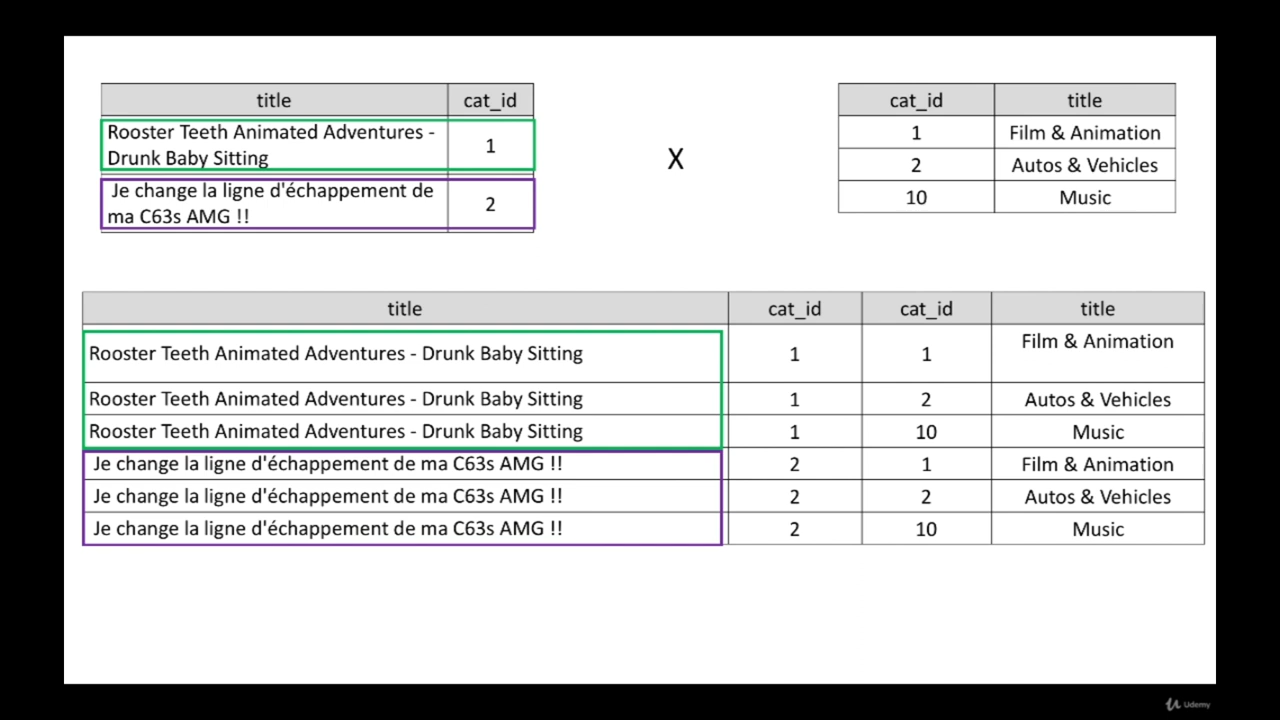 title cat_id
Rooster Teeth Animated Adventures -
Drunk Baby Sitting
1
Je change la ligne d'échappement de
ma C63s AMG !!
2
X
cat_id title
1 Film & Animation
2 Autos & Vehicles
10 Music
title cat_id cat_id title
Rooster Teeth Animated Adventures - Drunk Baby Sitting 1 1 Film & Animation
Rooster Teeth Animated Adventures - Drunk Baby Sitting 1 2 Autos & Vehicles
Rooster Teeth Animated Adventures - Drunk Baby Sitting 1 10 Music
Je change la ligne d'échappement de ma C63s AMG !! 2 1 Film & Animation
Je change la ligne d'échappement de ma C63s AMG !! 2 2 Autos & Vehicles
Je change la ligne d'échappement de ma C63s AMG !! 2 10 Music
Udemy